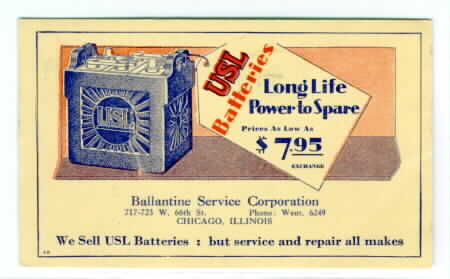 USL
USL
Batteries
Long Life
Power to Spare
Prices As Low As
$7.95
EXCHANGE
Ballantine Service Corporation
717-725 W. 66th St. Phone: Went. 6249
CHICAGO, ILLINOIS
We Sell USL Batteries : but service and repair all makes